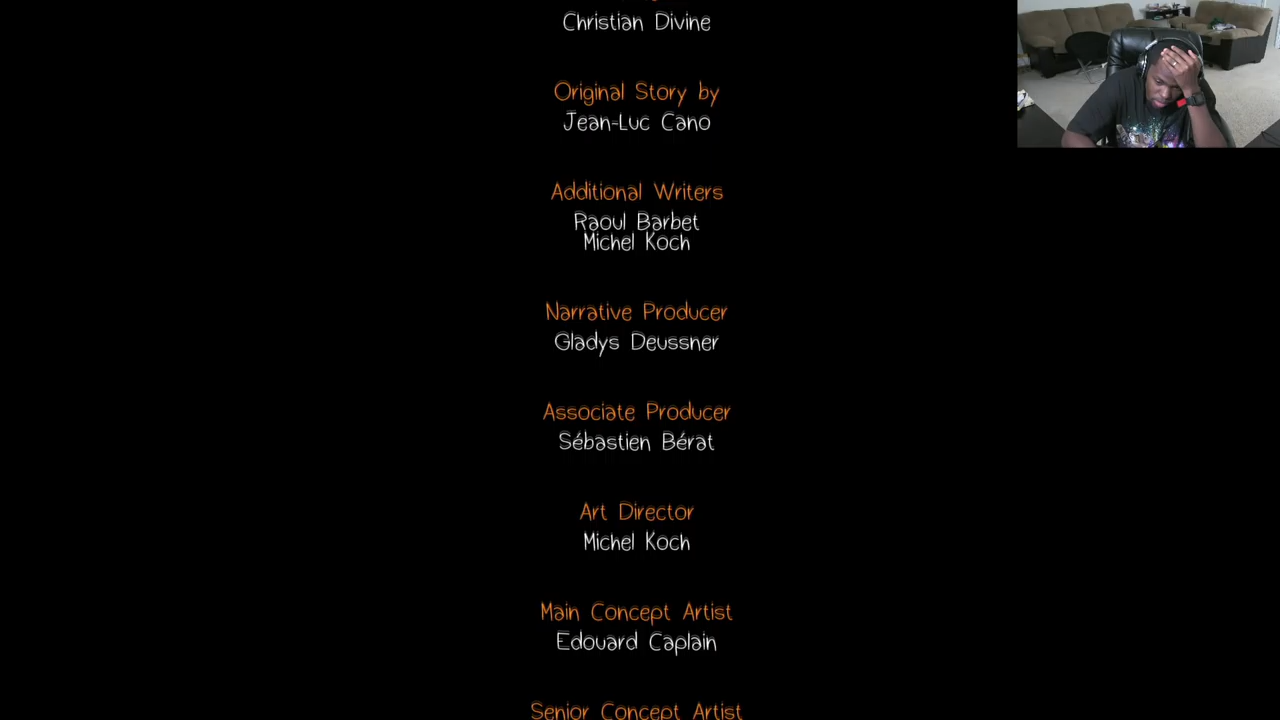 Christian Divine
Original Story by
Jean-Luc Cano
Additional Writers
Raoul Barbet
Michel Koch
Narrative Producer
Gladys Deussner
Associate Producer
Sébastien Bérat
Art Director
Michel Koch
Main Concept Artist
Edouard Caplain
Senior Concept Artist